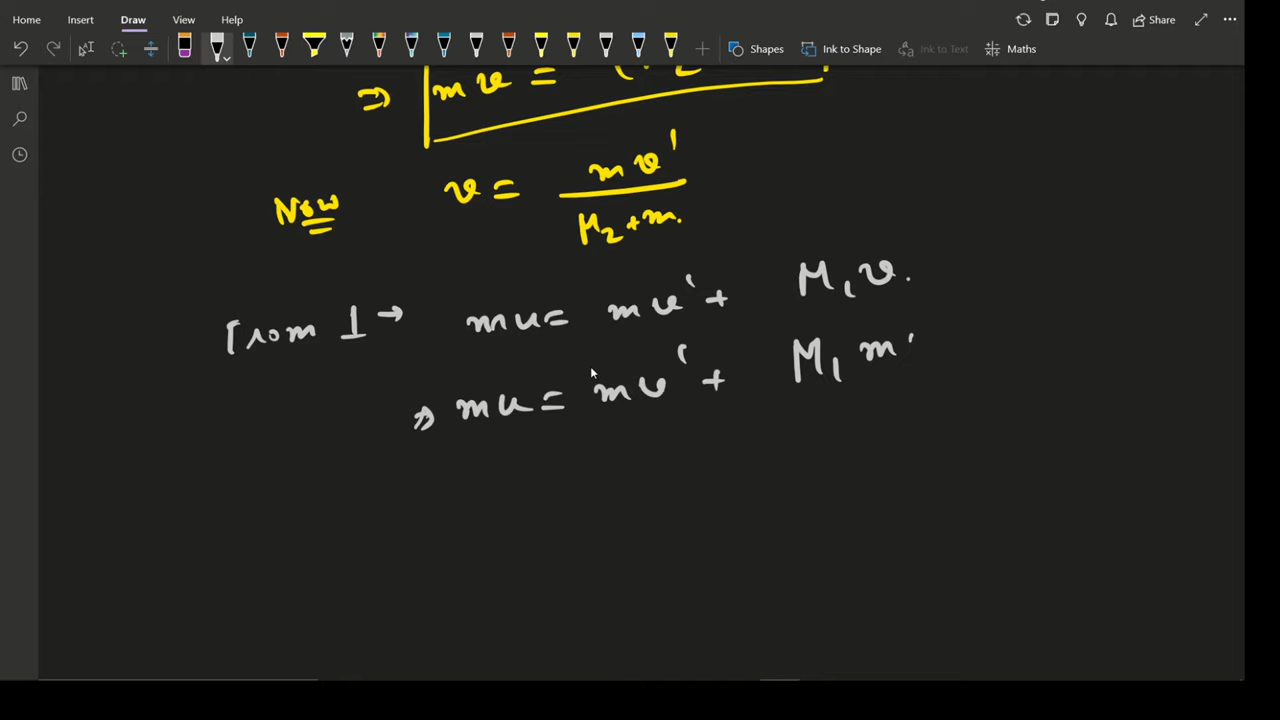 Home Insert Draw View Help Share
Shapes Ink to Shape Ink to Text Maths
⇒ mv =
Now v = mv' / M₂+m.
From 1 → mu = mv' + M₁v.
⇒ mu = mv' + M₁ m